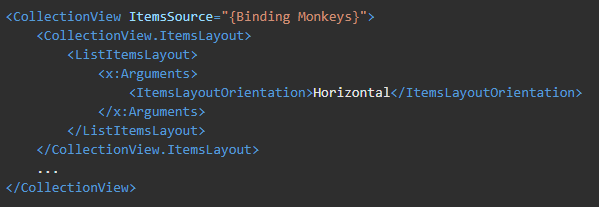 <CollectionView ItemsSource="{Binding Monkeys}">
    <CollectionView.ItemsLayout>
        <ListItemsLayout>
            <x:Arguments>
                <ItemsLayoutOrientation>Horizontal</ItemsLayoutOrientation>
            </x:Arguments>
        </ListItemsLayout>
    </CollectionView.ItemsLayout>
    ...
</CollectionView>